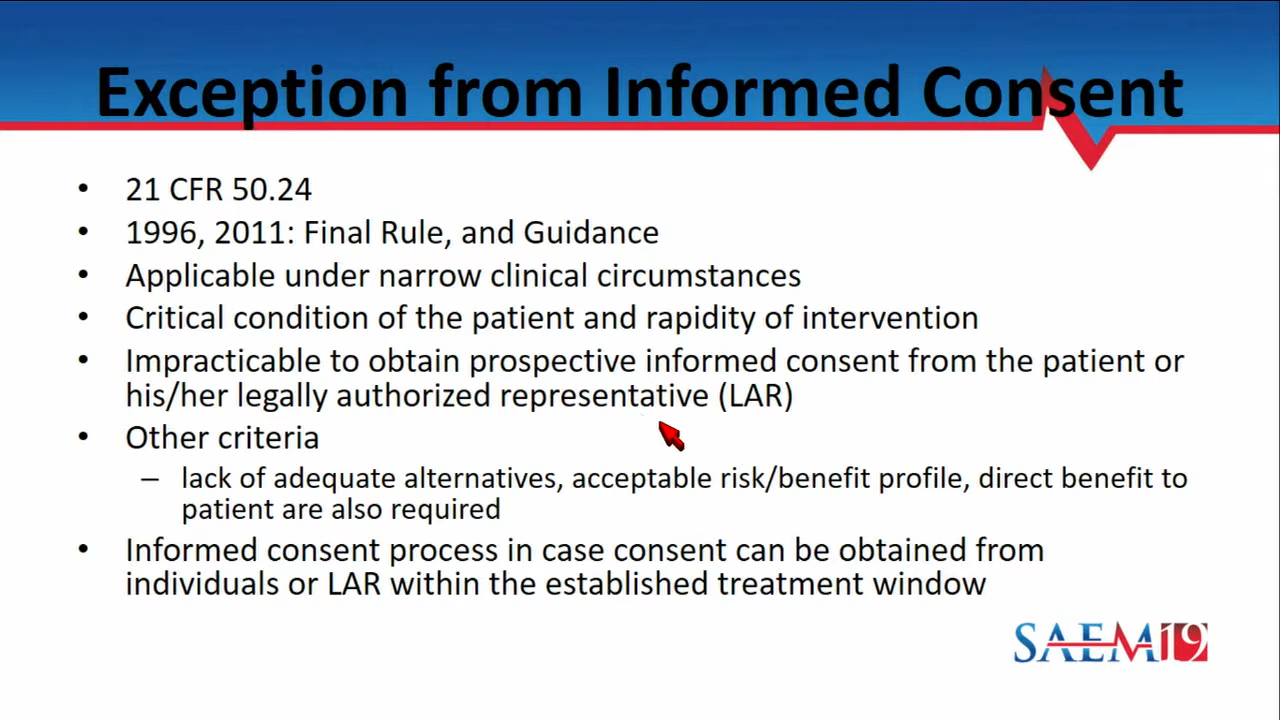 Exception from Informed Consent
• 21 CFR 50.24
• 1996, 2011: Final Rule, and Guidance
• Applicable under narrow clinical circumstances
• Critical condition of the patient and rapidity of intervention
• Impracticable to obtain prospective informed consent from the patient or
his/her legally authorized representative (LAR)
• Other criteria
– lack of adequate alternatives, acceptable risk/benefit profile, direct benefit to
patient are also required
• Informed consent process in case consent can be obtained from
individuals or LAR within the established treatment window
SAEM19